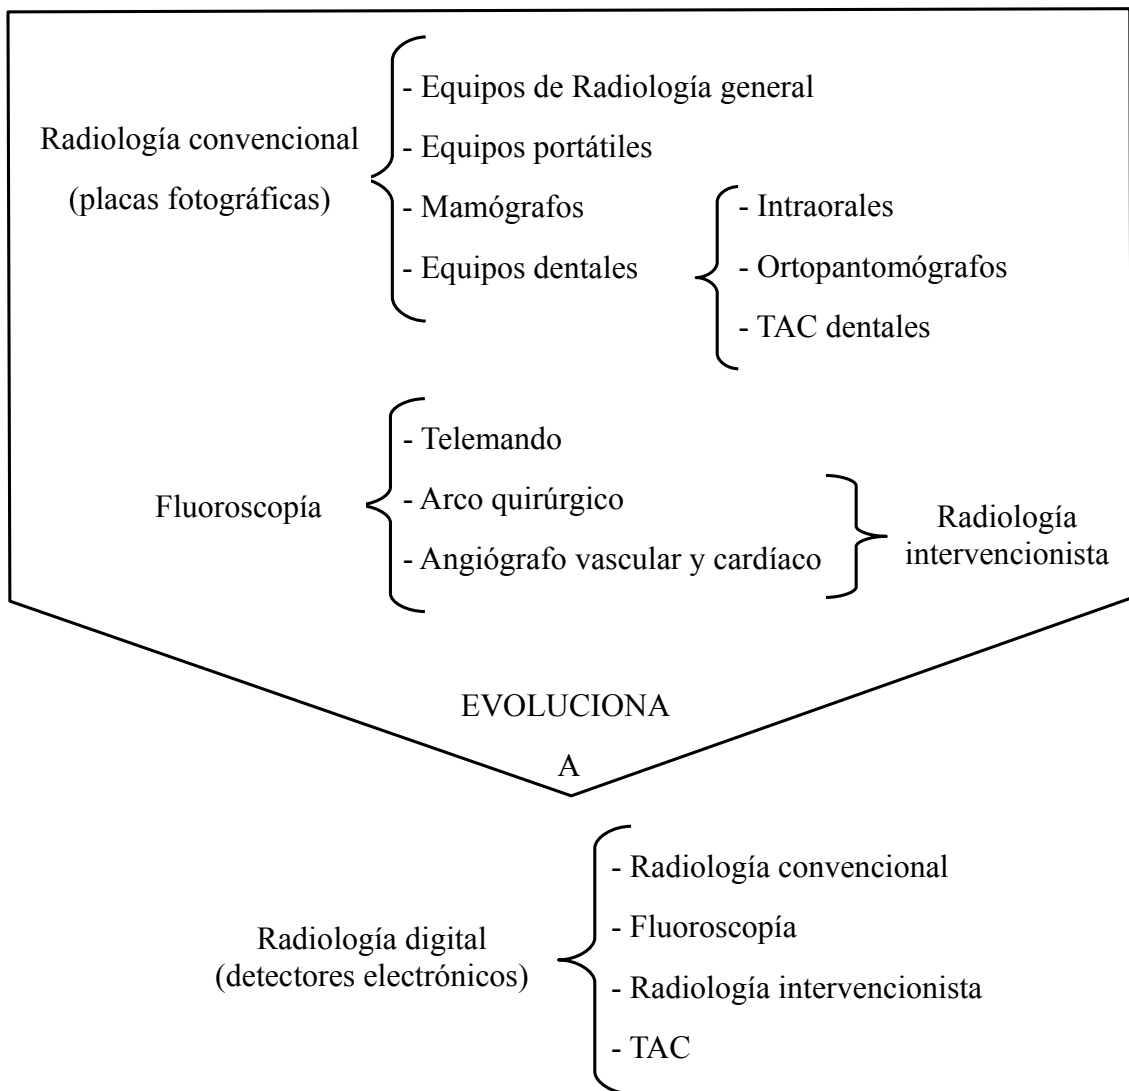 Radiología convencional
(placas fotográficas)
- Equipos de Radiología general
- Equipos portátiles
- Mamógrafos
- Equipos dentales
- Intraorales
- Ortopantomógrafos
- TAC dentales
Fluoroscopía
- Telemando
- Arco quirúrgico
- Angiógrafo vascular y cardíaco
Radiología
intervencionista
EVOLUCIONA
A
Radiología digital
(detectores electrónicos)
- Radiología convencional
- Fluoroscopía
- Radiología intervencionista
- TAC